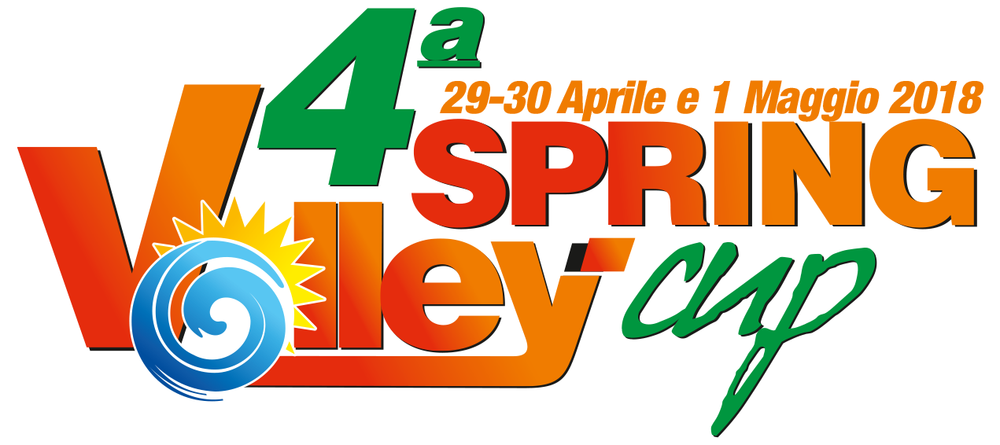 4ª
29-30 Aprile e 1 Maggio 2018
SPRING
Volley
cup